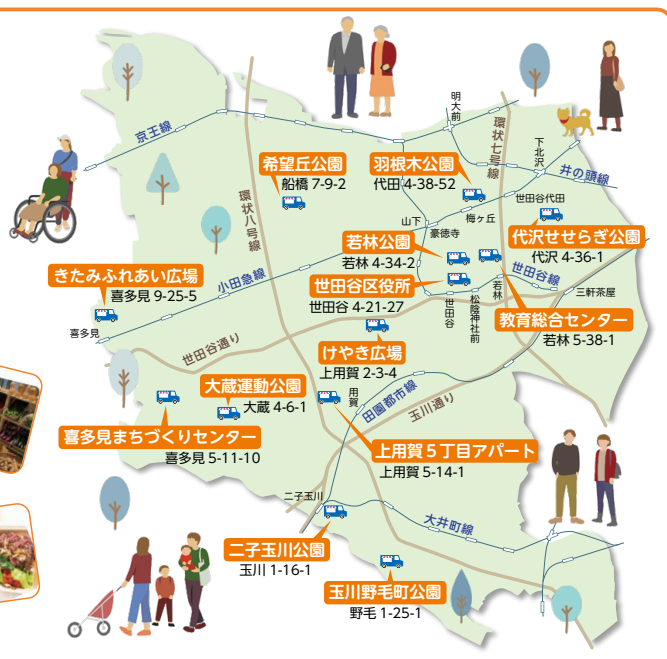 京王線
明大前
環状七号線
下北沢
井の頭線
希望丘公園
船橋 7-9-2
羽根木公園
代田 4-38-52
環状八号線
山下
豪徳寺
梅ヶ丘
世田谷代田
代沢せせらぎ公園
代沢 4-36-1
若林公園
若林 4-34-2
世田谷区役所
世田谷 4-21-27
世田谷線
きたみふれあい広場
喜多見 9-25-5
小田急線
喜多見
世田谷
松陰神社前
若林
三軒茶屋
教育総合センター
若林 5-38-1
世田谷通り
けやき広場
上用賀 2-3-4
大蔵運動公園
大蔵 4-6-1
用賀
田園都市線
玉川通り
喜多見まちづくりセンター
喜多見 5-11-10
上用賀５丁目アパート
上用賀 5-14-1
二子玉川
大井町線
二子玉川公園
玉川 1-16-1
玉川野毛町公園
野毛 1-25-1